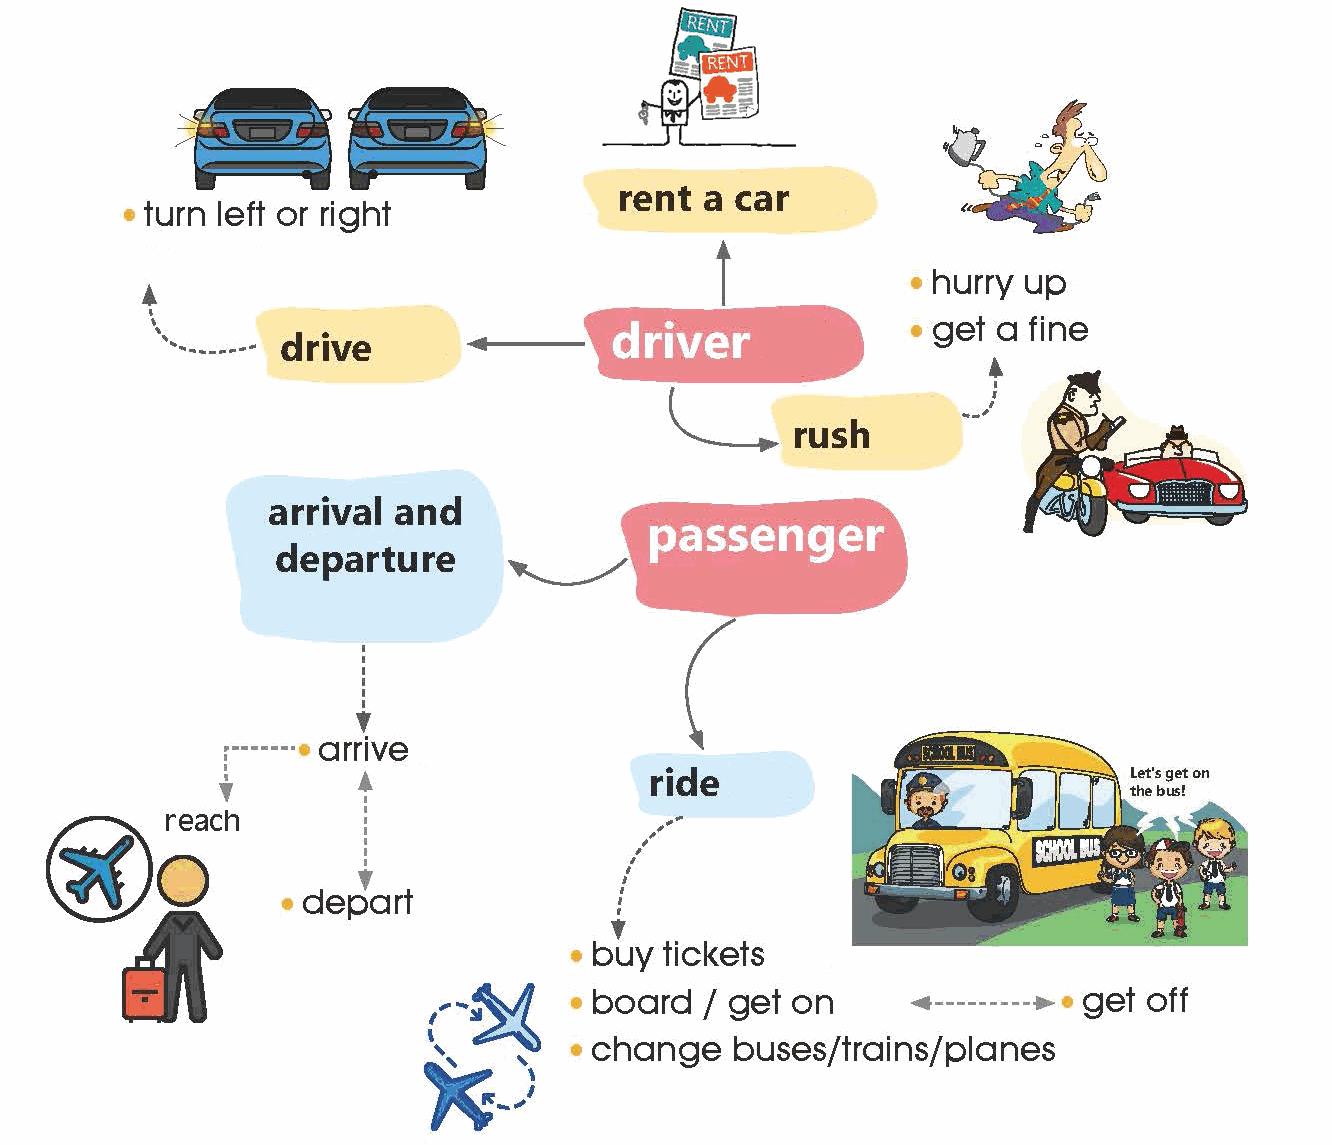 RENT
RENT
rent a car
• turn left or right
• hurry up
• get a fine
drive
driver
rush
arrival and
departure
passenger
• arrive
reach
• depart
ride
SCHOOL BUS
Let's get on
the bus!
SCHOOL BUS
• buy tickets
• board / get on
• get off
• change buses/trains/planes